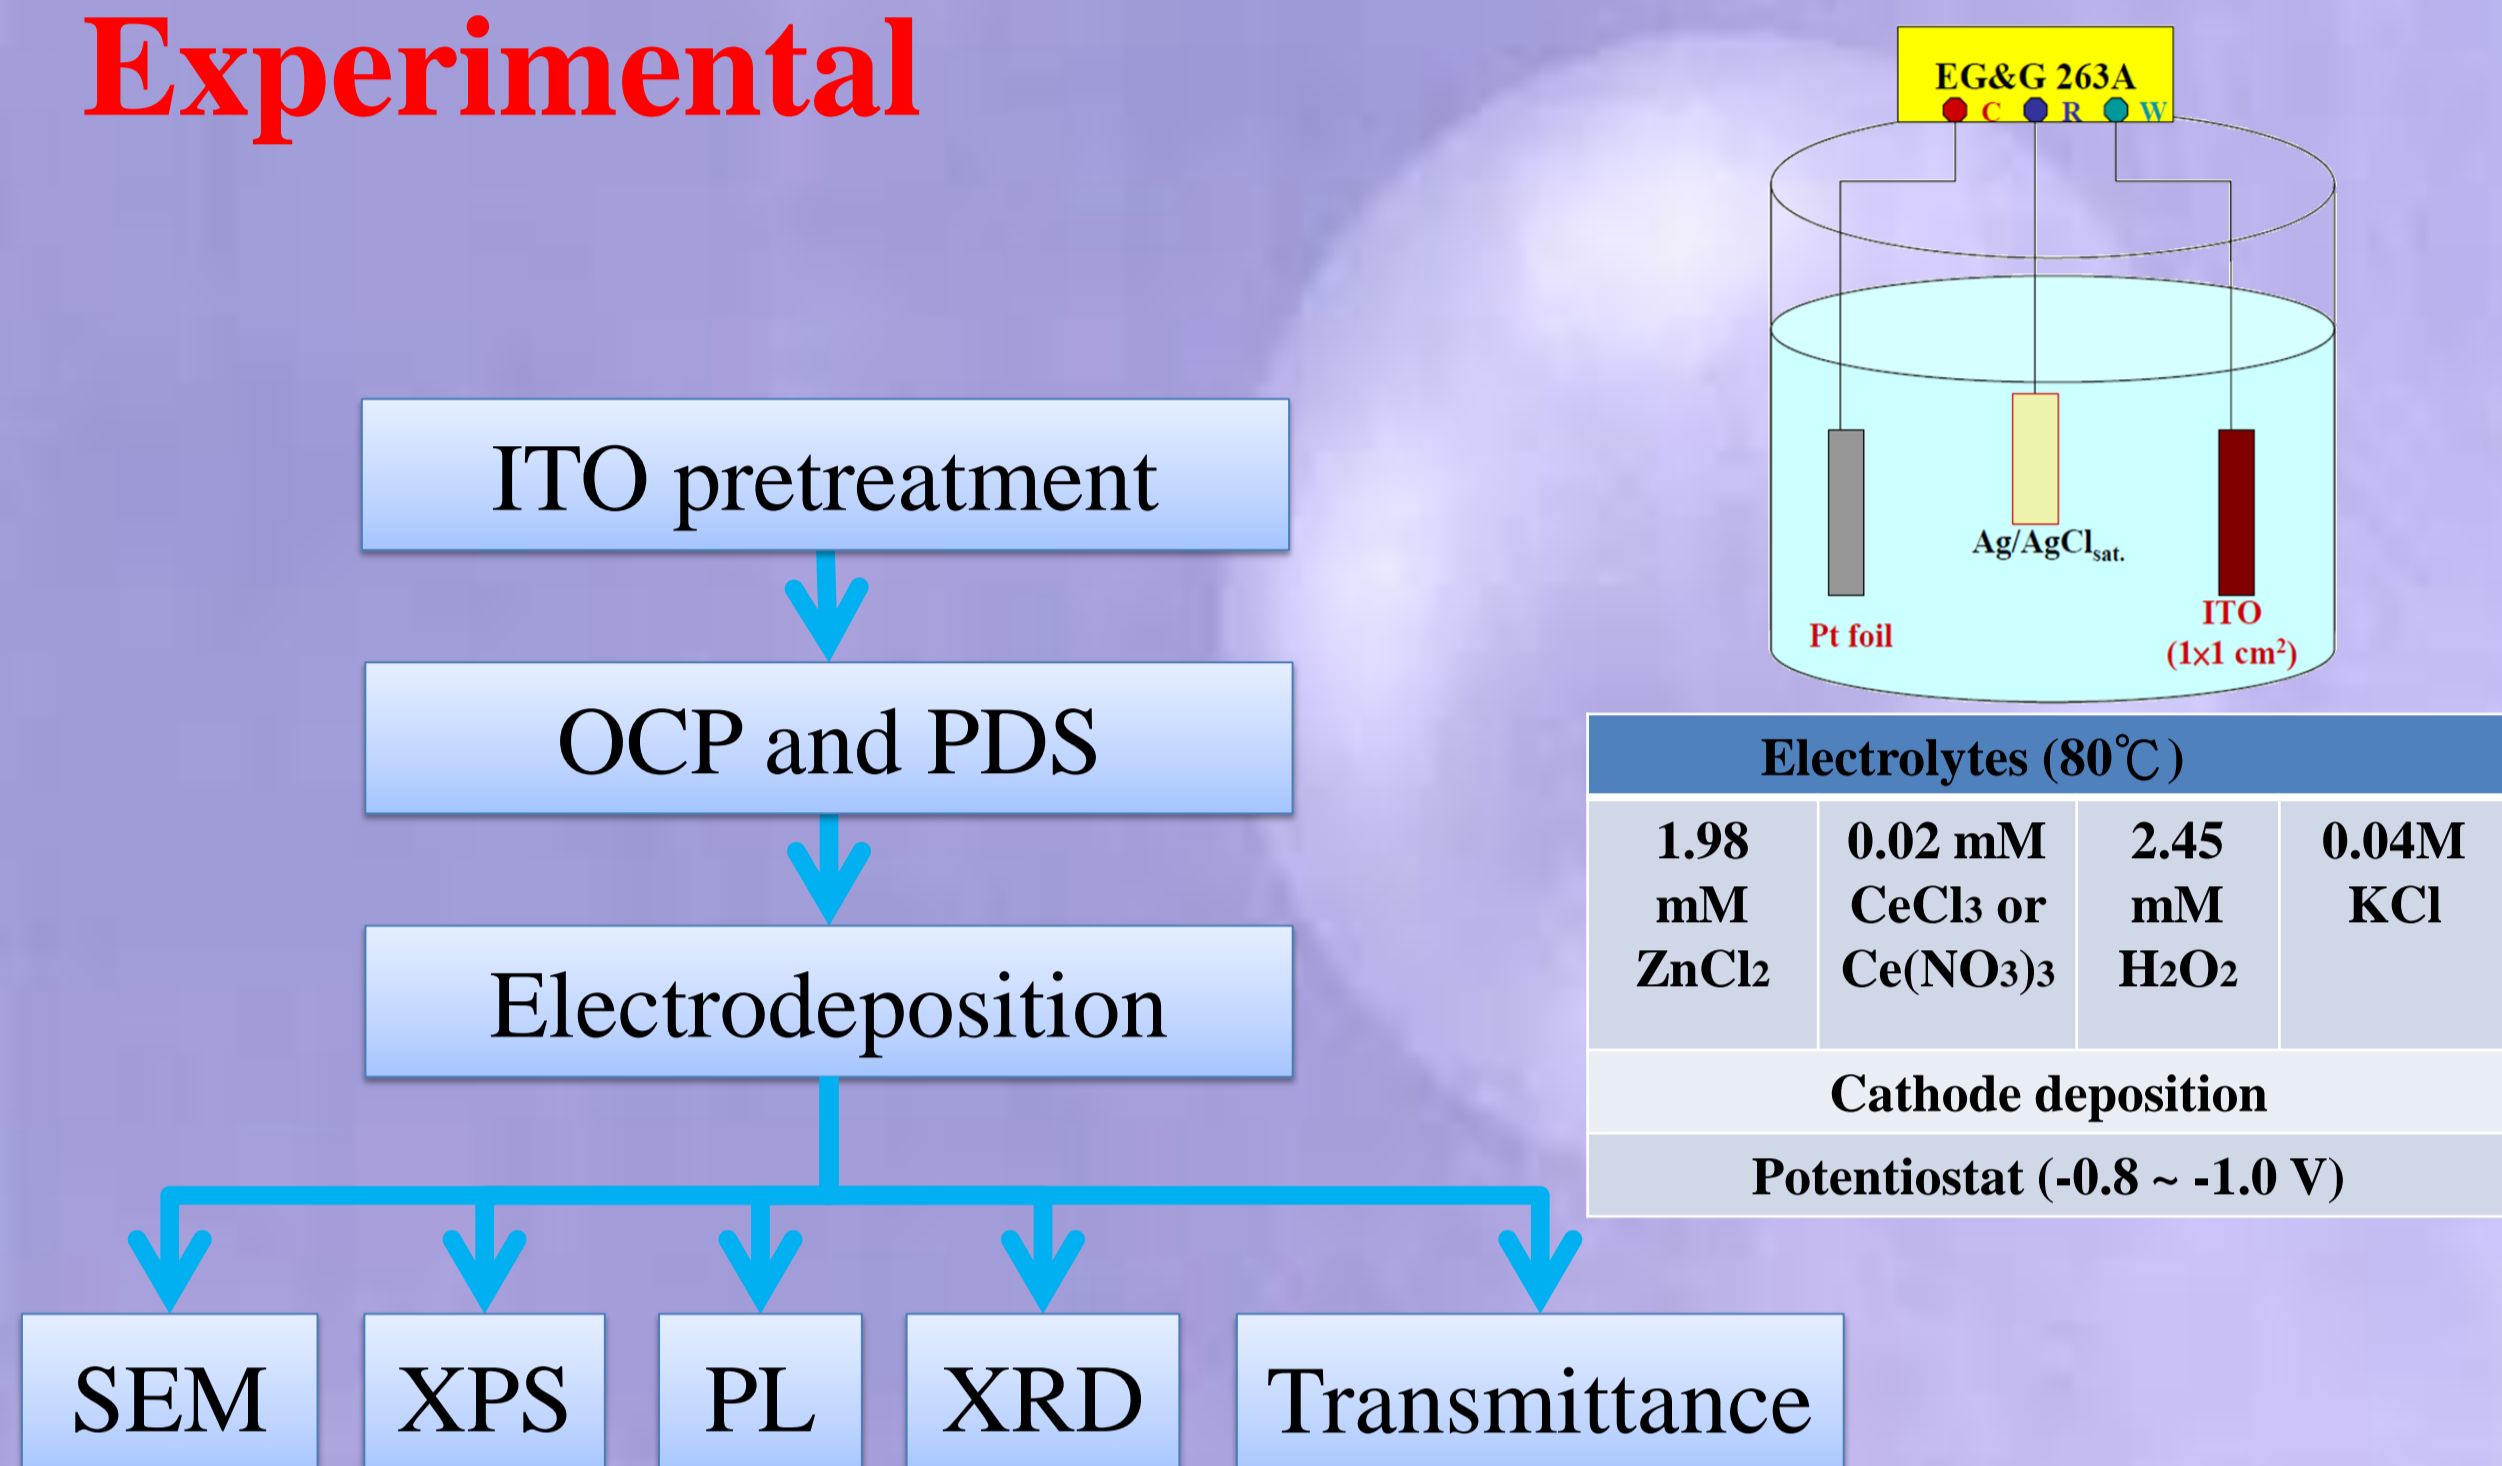 Experimental
EG&G 263A
C R W
Ag/AgClsat.
Pt foil
ITO
(1×1 cm²)
ITO pretreatment
OCP and PDS
Electrodeposition
SEM
XPS
PL
XRD
Transmittance
Electrolytes (80℃)
1.98
mM
ZnCl2
0.02 mM
CeCl3 or
Ce(NO3)3
2.45
mM
H2O2
0.04M
KCl
Cathode deposition
Potentiostat (-0.8 ~ -1.0 V)